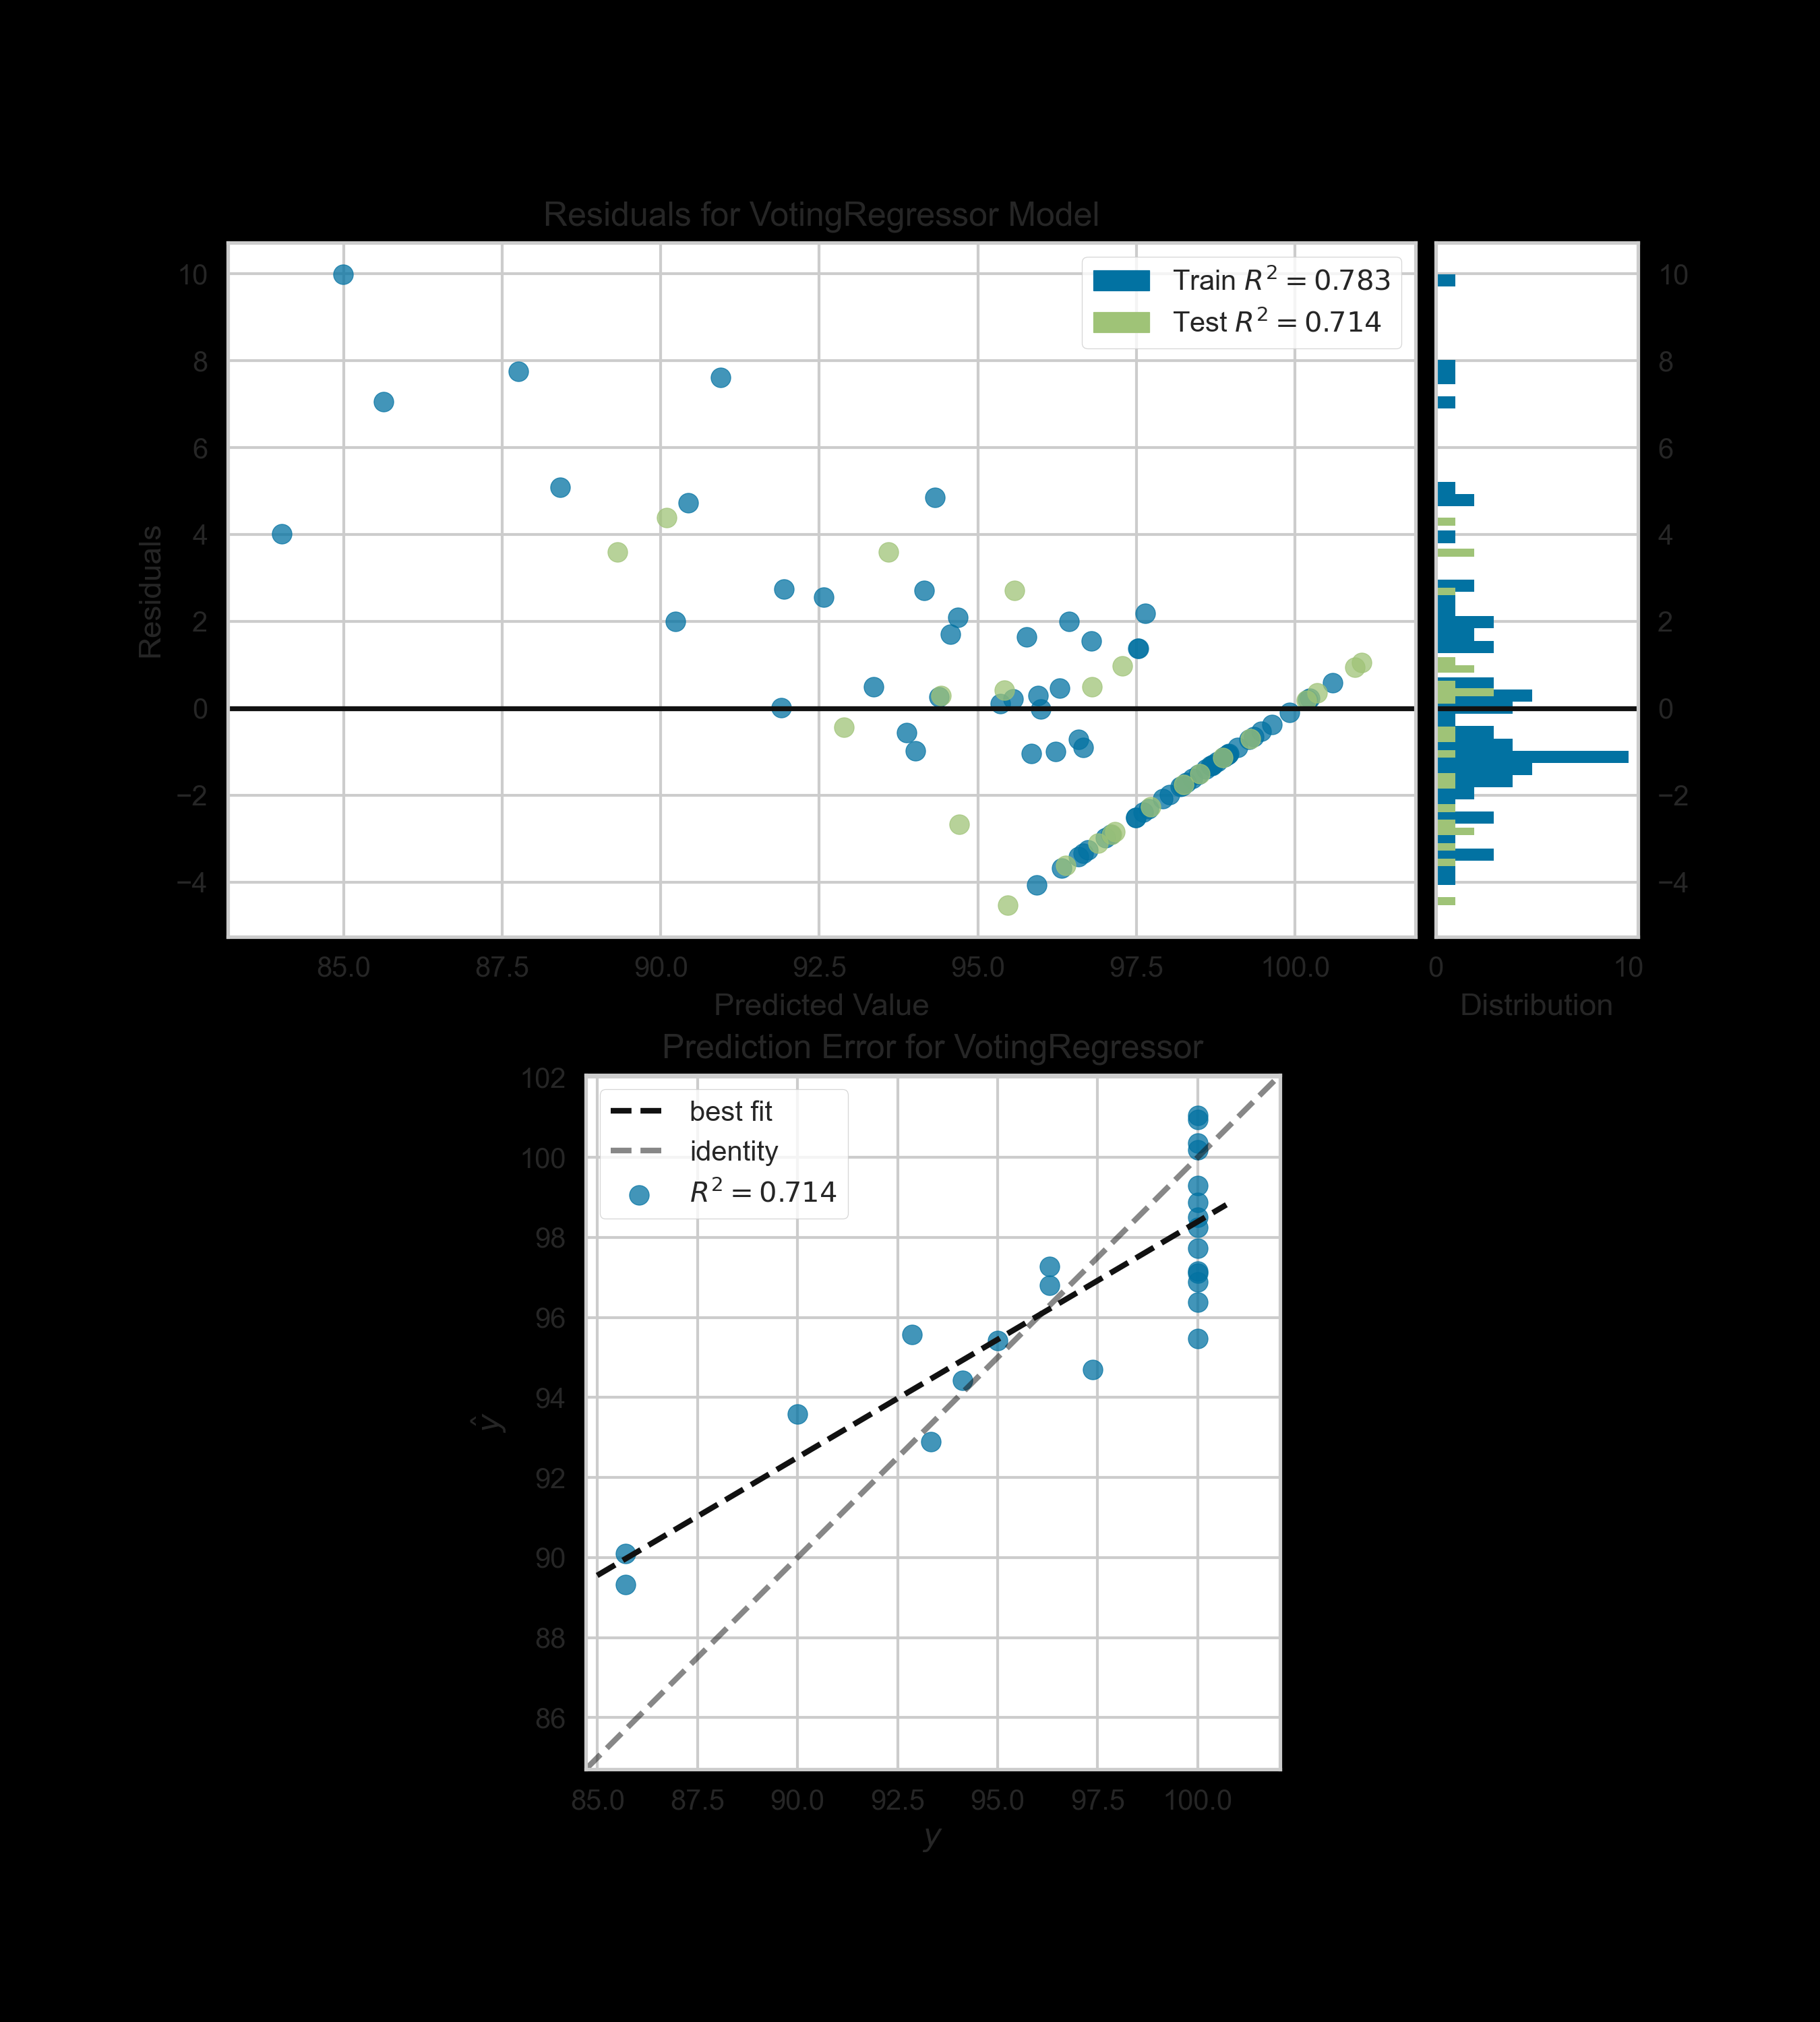 Residuals for VotingRegressor Model
Train R² = 0.783
Test R² = 0.714
Residuals
10
8
6
4
2
0
−2
−4
10
8
6
4
2
0
−2
−4
85.0 87.5 90.0 92.5 95.0 97.5 100.0
0 10
Predicted Value
Distribution
Prediction Error for VotingRegressor
best fit
identity
R² = 0.714
ŷ
102
100
98
96
94
92
90
88
86
85.0 87.5 90.0 92.5 95.0 97.5 100.0
y